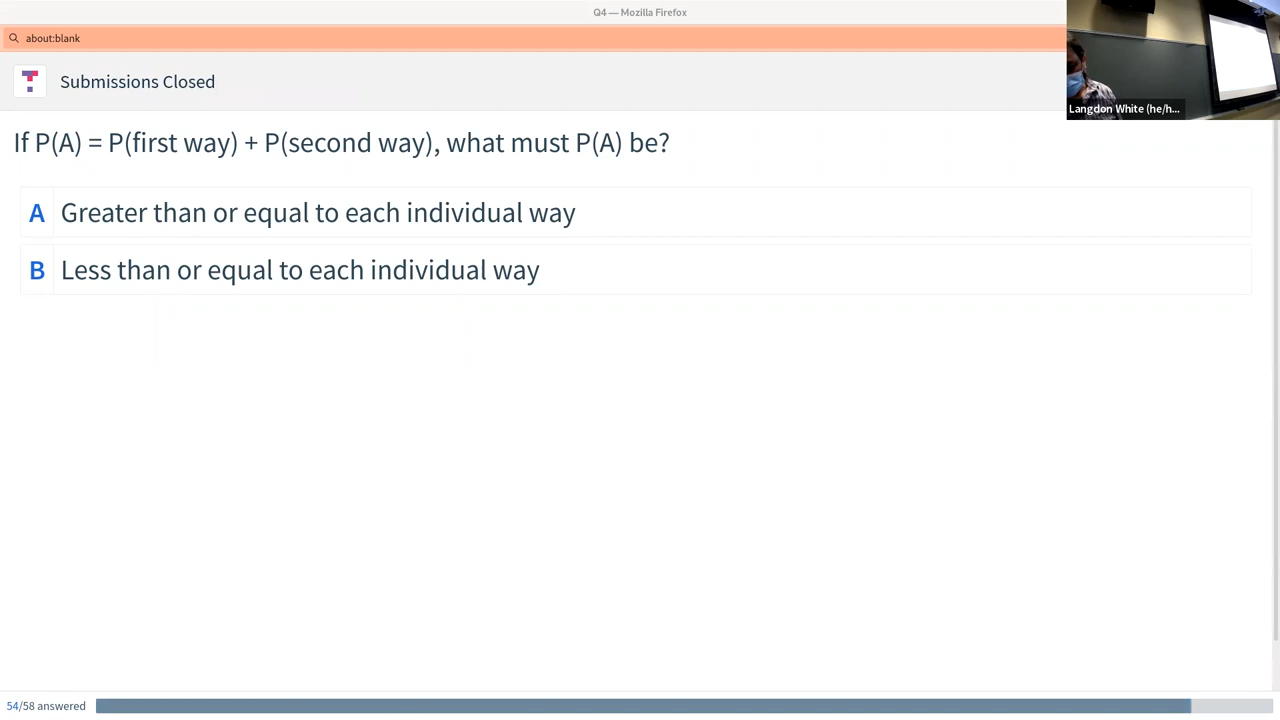 Q4 — Mozilla Firefox
about:blank
Submissions Closed
Langdon White (he/h...
If P(A) = P(first way) + P(second way), what must P(A) be?
A Greater than or equal to each individual way
B Less than or equal to each individual way
54/58 answered